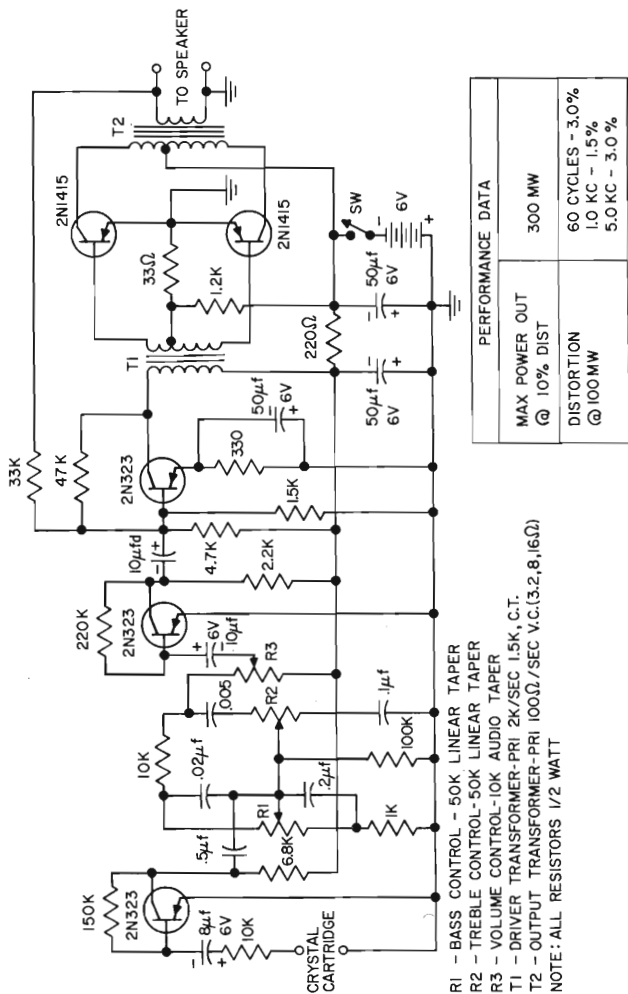 33K
47K
TO SPEAKER
T2
2N1415
220K
10µfd
2N323
T1
33Ω
1.2K
2N1415
150K
2N323
10K
.02µf
.005
6V
10µf
2N323
4.7K
330
50µf
6V
220Ω
SW
.5µf
R1
R2
R3
2.2K
1.5K
50µf
6V
50µf
6V
6V
8µf
6V
6.8K
.2µf
10K
1K
100K
.1µf
CRYSTAL
CARTRIDGE
R1 - BASS CONTROL - 50K LINEAR TAPER
R2 - TREBLE CONTROL-50K LINEAR TAPER
R3 - VOLUME CONTROL-10K AUDIO TAPER
T1 - DRIVER TRANSFORMER-PRI 2K/SEC 1.5K, C.T.
T2 - OUTPUT TRANSFORMER-PRI 100Ω/SEC V.C.(3.2,8,16Ω)
NOTE: ALL RESISTORS 1/2 WATT
PERFORMANCE DATA
MAX POWER OUT
@ 10% DIST
300 MW
DISTORTION
@ 100MW
60 CYCLES - 3.0%
1.0 KC - 1.5%
5.0 KC - 3.0%